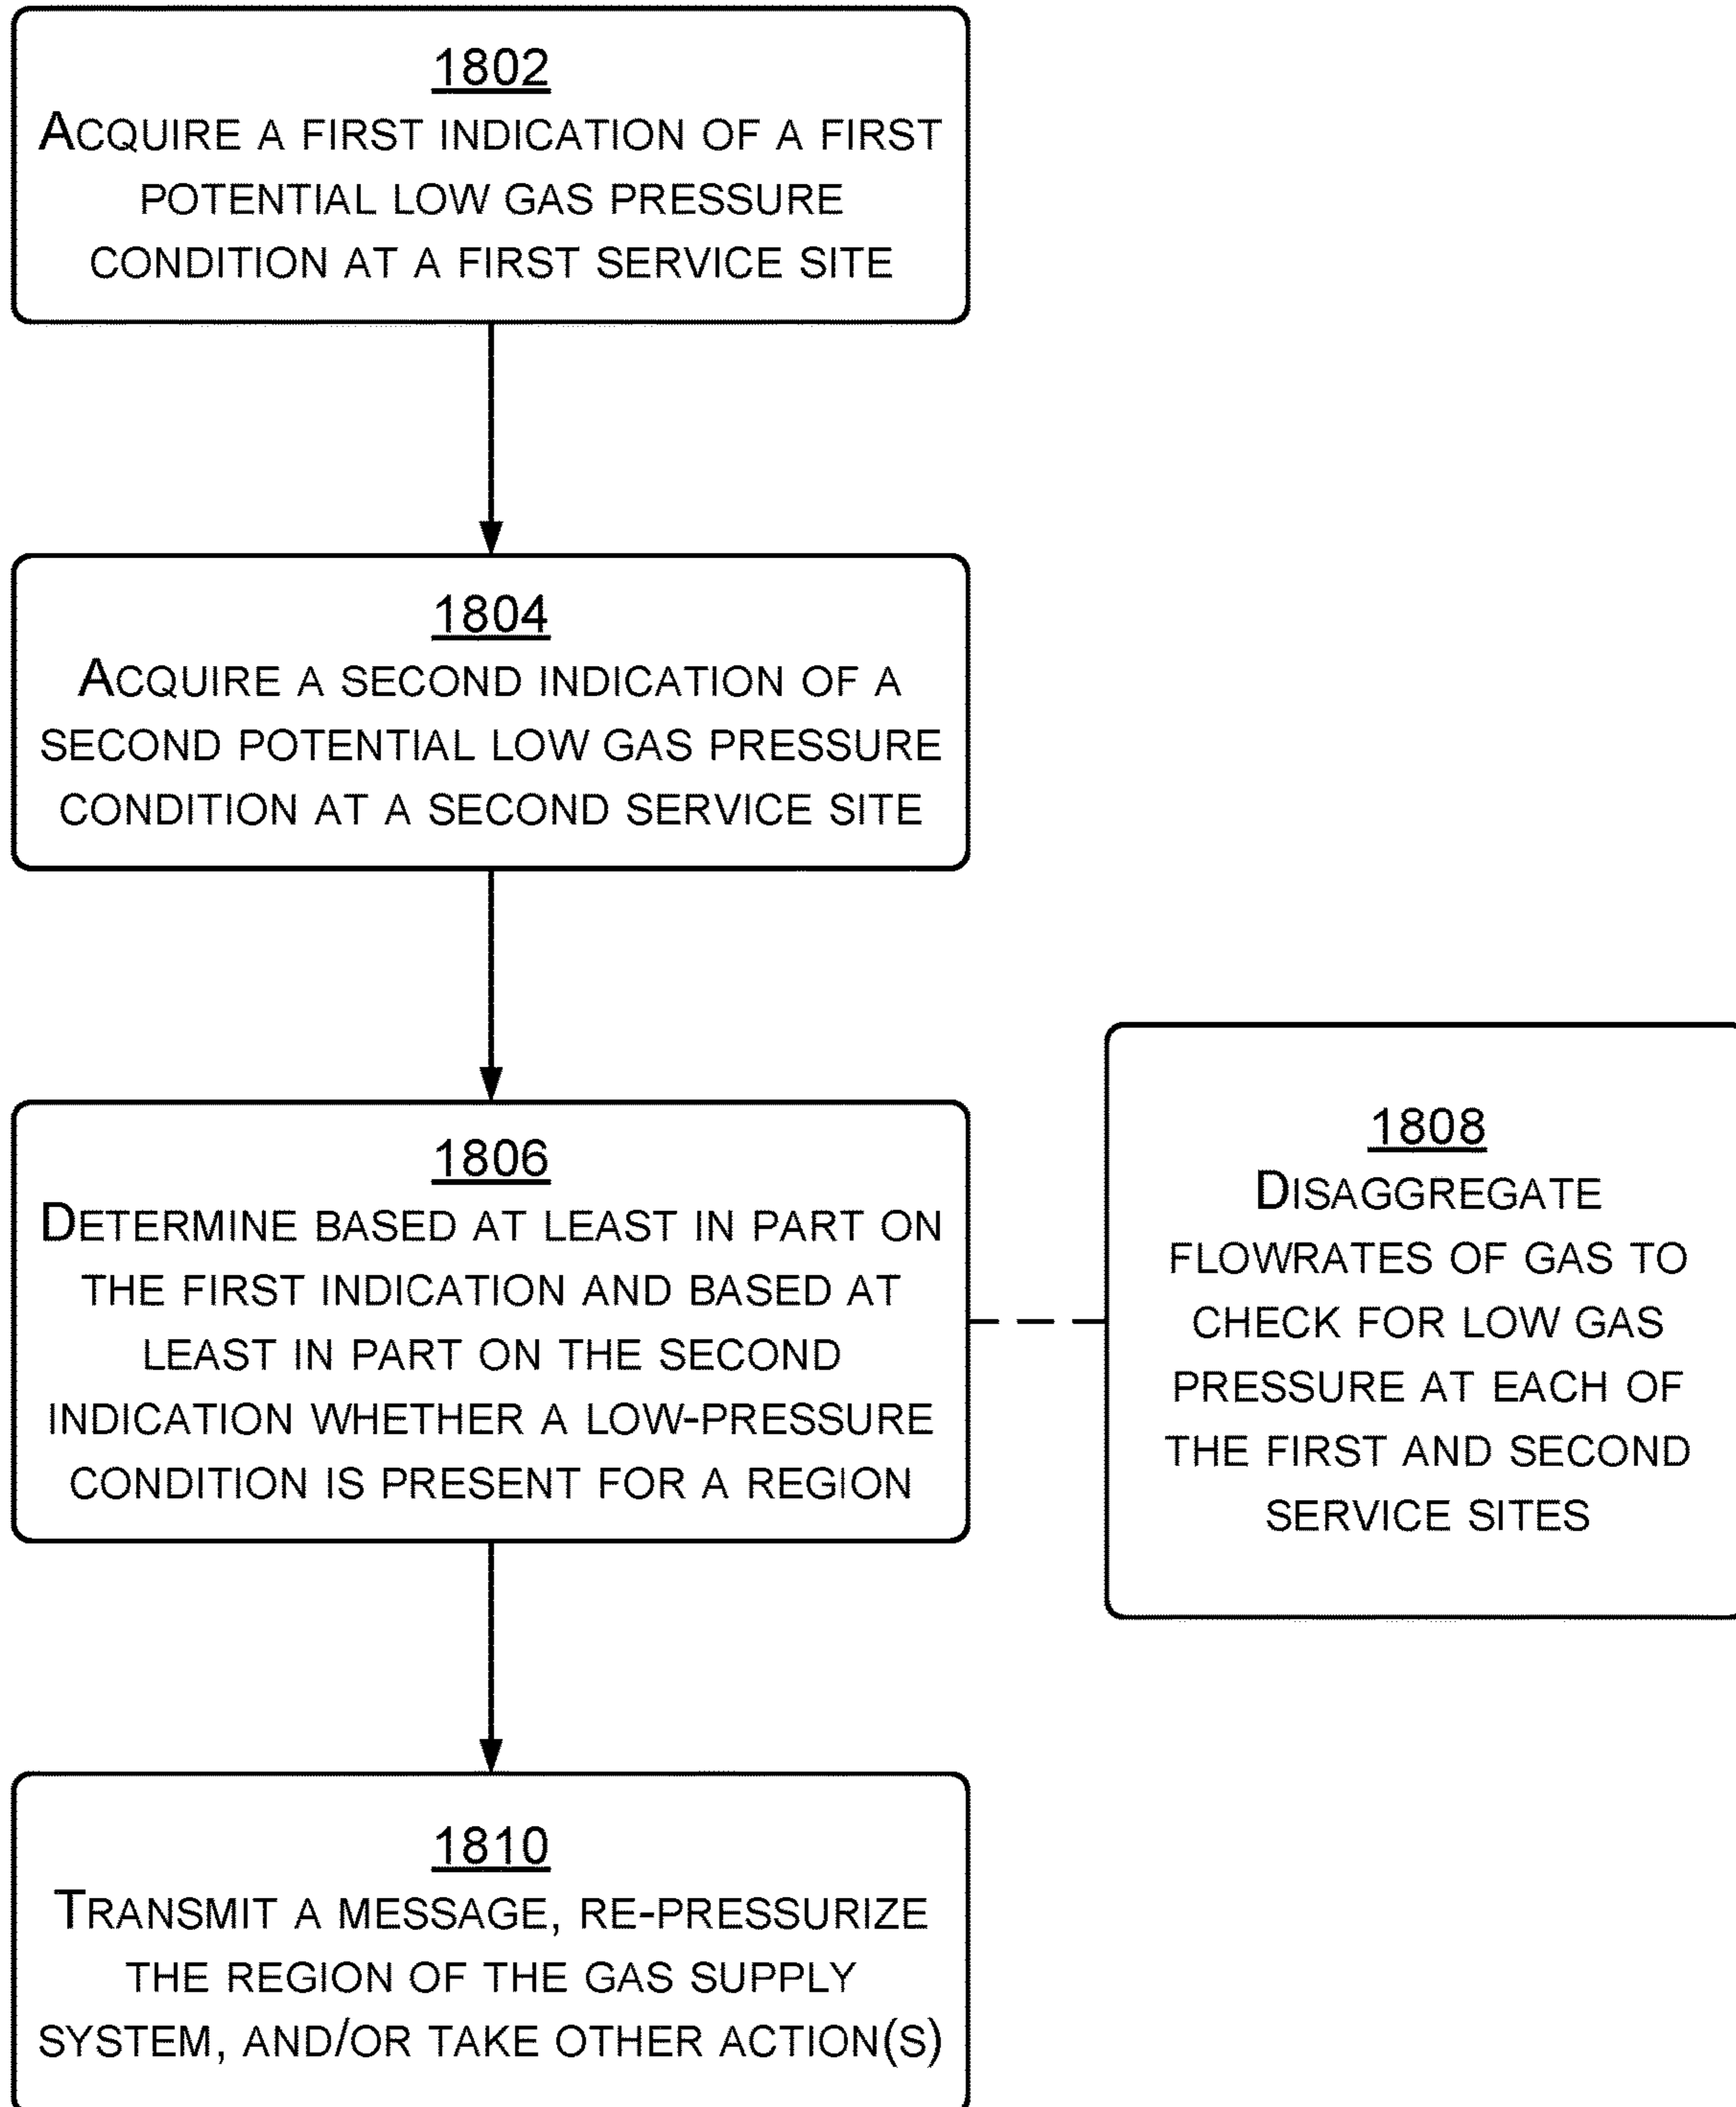 1802
ACQUIRE A FIRST INDICATION OF A FIRST
POTENTIAL LOW GAS PRESSURE
CONDITION AT A FIRST SERVICE SITE
1804
ACQUIRE A SECOND INDICATION OF A
SECOND POTENTIAL LOW GAS PRESSURE
CONDITION AT A SECOND SERVICE SITE
1806
DETERMINE BASED AT LEAST IN PART ON
THE FIRST INDICATION AND BASED AT
LEAST IN PART ON THE SECOND
INDICATION WHETHER A LOW-PRESSURE
CONDITION IS PRESENT FOR A REGION
1808
DISAGGREGATE
FLOWRATES OF GAS TO
CHECK FOR LOW GAS
PRESSURE AT EACH OF
THE FIRST AND SECOND
SERVICE SITES
1810
TRANSMIT A MESSAGE, RE-PRESSURIZE
THE REGION OF THE GAS SUPPLY
SYSTEM, AND/OR TAKE OTHER ACTION(S)